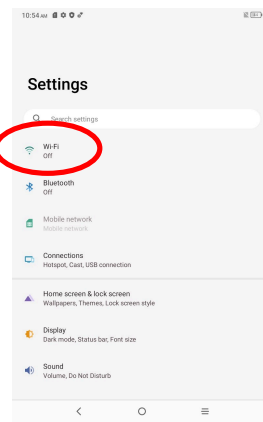 10:54 AM
Settings
Search settings
Wi-Fi
Off
Bluetooth
Off
Mobile network
Mobile network
Connections
Hotspot, Cast, USB connection
Home screen & lock screen
Wallpapers, Themes, Lock screen style
Display
Dark mode, Status bar, Font size
Sound
Volume, Do Not Disturb